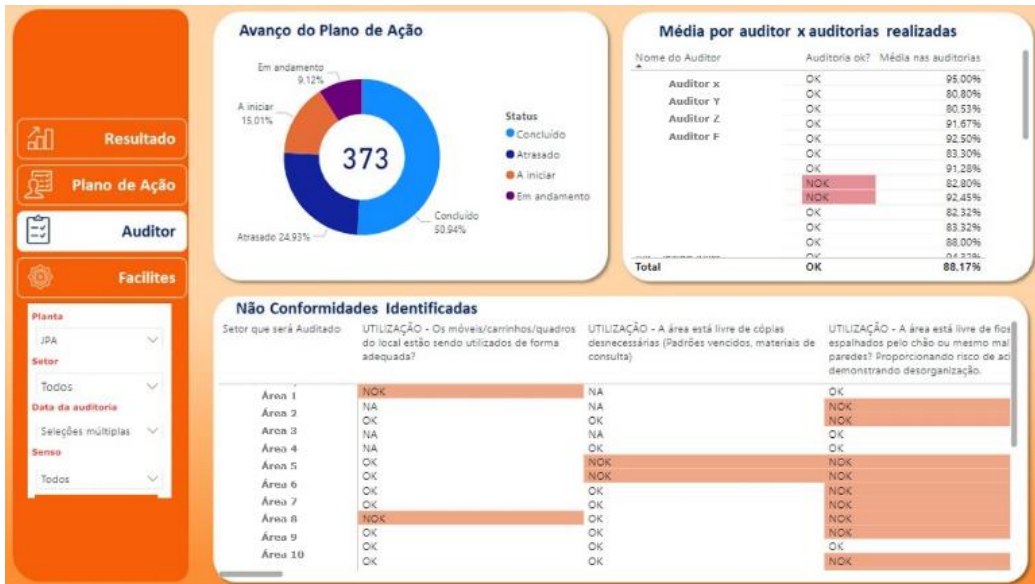 Resultado
Plano de Ação
Auditor
Facilites
Planta
JPA
Setor
Todos
Data da auditoria
Seleções múltiplas
Senso
Todos
Avanço do Plano de Ação
Em andamento
9.12%
A iniciar
15,01%
373
Atrasado 24,93%
Concluído
50,94%
Status
Concluído
Atrasado
A iniciar
Em andamento
Média por auditor x auditorias realizadas
Nome do Auditor Auditoria ok? Média nas auditorias
Auditor x OK 95,00%
Auditor Y OK 80,80%
OK 80,53%
Auditor Z OK 91,67%
Auditor F OK 92,50%
OK 83,30%
OK 91,28%
NOK 82,80%
NOK 92,45%
OK 82,32%
OK 83,32%
OK 88,00%
Total OK 88.17%
Não Conformidades Identificadas
Setor que será Auditado UTILIZAÇÃO - Os móveis/carrinhos/quadros UTILIZAÇÃO - A área está livre de cópias UTILIZAÇÃO - A área está livre de fios
do local estão sendo utilizados de forma desnecessárias (Padrões vencidos, materiais de espalhados pelo chão ou mesmo mal
adequada? consulta) paredes? Proporcionando risco de aci
demonstrando desorganização.
Área 1 NOK NA OK
NA NA NOK
Área 2 OK NA NOK
Area 3 NA NA OK
Área 4 NA OK OK
Área 5 OK NOK NOK
Área 6 OK NOK NOK
OK OK NOK
Área 7 OK OK NOK
Área 8 NOK OK NOK
Área 9 OK OK NOK
Área 10 OK OK OK
OK OK NOK